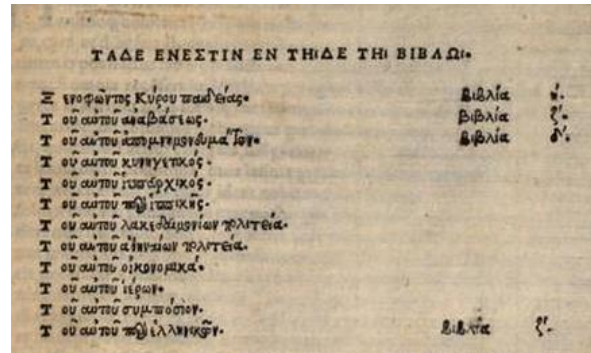 ΤΑΔΕ ΕΝΕΣΤΙΝ ΕΝ ΤΗΙΔΕ ΤΗΙ ΒΙΒΛΩΙ.
Ξενοφῶντος Κύρου παιδείας. βιβλία η΄.
Τοῦ αὐτοῦ ἀναβάσεως. βιβλία ζ΄.
Τοῦ αὐτοῦ ἀπομνημονευμάτων. βιβλία δ΄.
Τοῦ αὐτοῦ κυνηγετικός.
Τοῦ αὐτοῦ ἱππαρχικός.
Τοῦ αὐτοῦ περὶ ἱππικῆς.
Τοῦ αὐτοῦ λακεδαιμονίων πολιτεία.
Τοῦ αὐτοῦ ἀθηναίων πολιτεία.
Τοῦ αὐτοῦ οἰκονομικά.
Τοῦ αὐτοῦ ἱέρων.
Τοῦ αὐτοῦ συμπόσιον.
Τοῦ αὐτοῦ περὶ ἑλληνικῶν. βιβλία ζ΄.